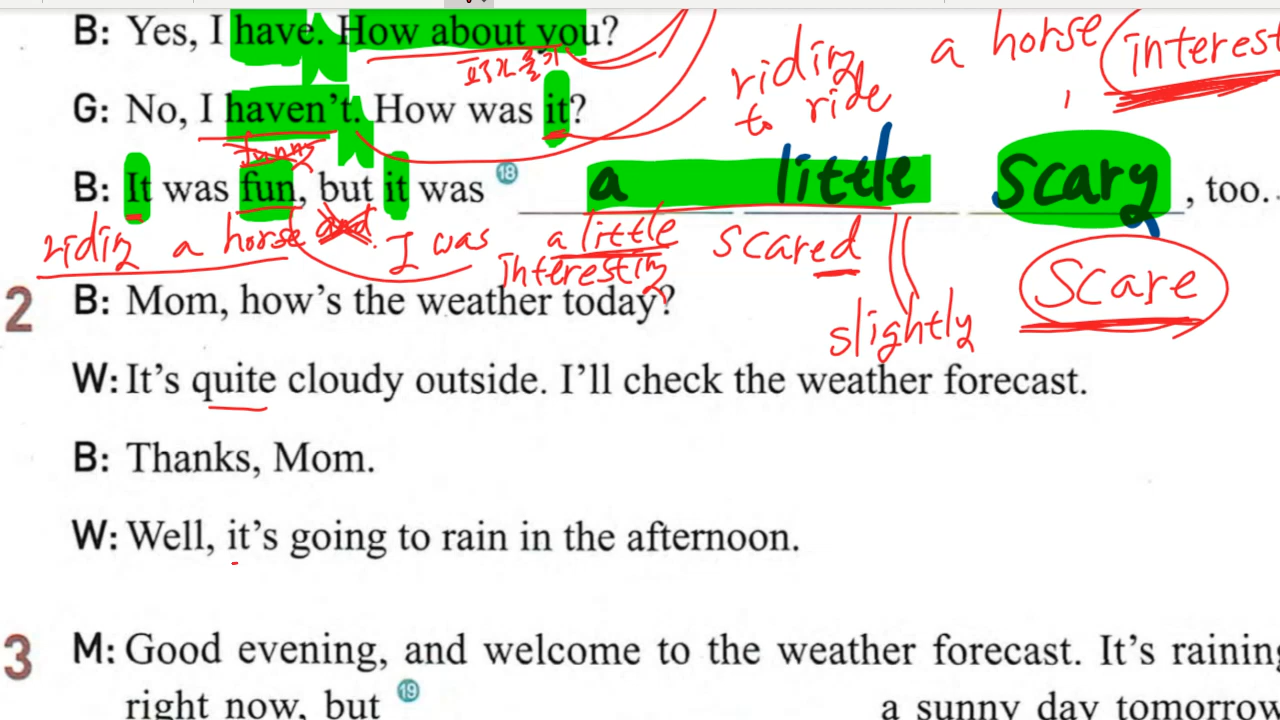 B: Yes, I have. How about you?
a horse interest
riding
to ride
G: No, I haven't. How was it?
funny
B: It was fun, but it was ⑱ a little scary, too.
riding a horse I was a little scared
interesting
Scare
slightly
2 B: Mom, how's the weather today?
W: It's quite cloudy outside. I'll check the weather forecast.
B: Thanks, Mom.
W: Well, it's going to rain in the afternoon.
3 M: Good evening, and welcome to the weather forecast. It's raining
right now, but ⑲ a sunny day tomorrow